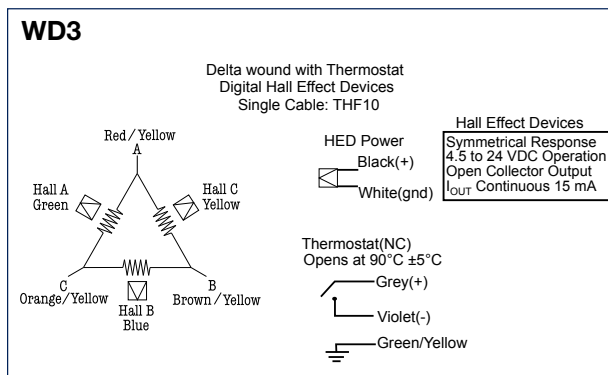 WD3
Delta wound with Thermostat
Digital Hall Effect Devices
Single Cable: THF10
Red/Yellow
A
Hall A
Green
Hall C
Yellow
C
Orange/Yellow
Hall B
Blue
B
Brown/Yellow
HED Power
Black(+)
White(gnd)
Hall Effect Devices
Symmetrical Response
4.5 to 24 VDC Operation
Open Collector Output
IOUT Continuous 15 mA
Thermostat(NC)
Opens at 90°C ±5°C
Grey(+)
Violet(-)
Green/Yellow